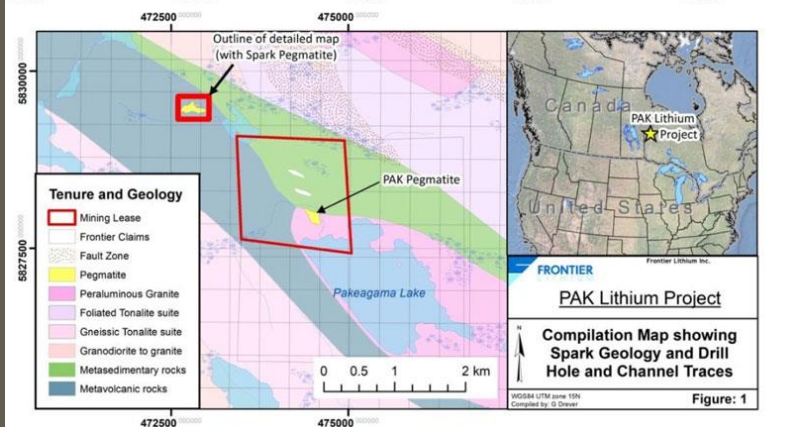 472500
475000
5830000
5827500
Outline of detailed map
(with Spark Pegmatite)
PAK Pegmatite
Pakeagama Lake
Tenure and Geology
Mining Lease
Frontier Claims
Fault Zone
Pegmatite
Peraluminous Granite
Foliated Tonalite suite
Gneissic Tonalite suite
Granodiorite to granite
Metasedimentary rocks
Metavolcanic rocks
0 0.5 1 2 km
472500
475000
Canada
PAK Lithium
Project
United States
Frontier Lithium Inc.
FRONTIER
PAK Lithium Project
N
Compilation Map showing
Spark Geology and Drill
Hole and Channel Traces
WGS84 UTM zone 15N
Compiled by: G Drever
Figure: 1